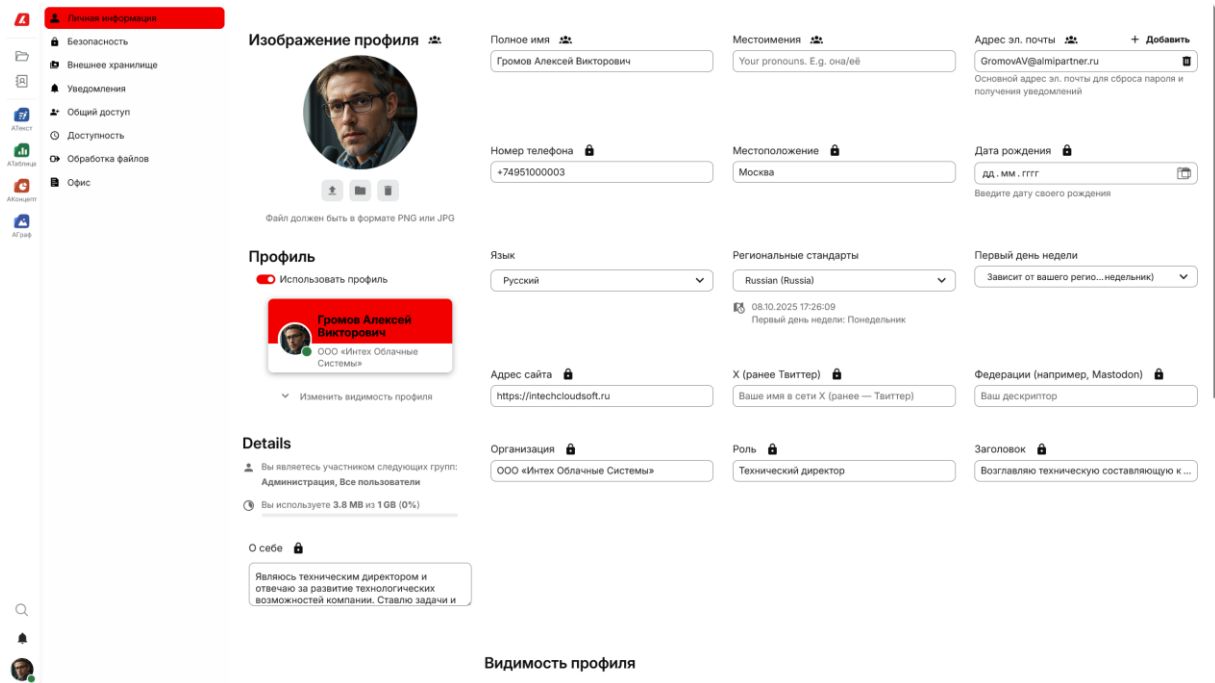 Личная информация
Безопасность
Внешнее хранилище
Уведомления
Общий доступ
Доступность
Обработка файлов
Офис
АТекст
АТаблица
АКонцепт
АГраф
Изображение профиля
Файл должен быть в формате PNG или JPG
Профиль
Использовать профиль
Громов Алексей
Викторович
ООО «Интех Облачные
Системы»
Изменить видимость профиля
Details
Вы являетесь участником следующих групп:
Администрация, Все пользователи
Вы используете 3.8 MB из 1 GB (0%)
О себе
Являюсь техническим директором и
отвечаю за развитие технологических
возможностей компании. Ставлю задачи и
Полное имя
Громов Алексей Викторович
Местоимения
Your pronouns. E.g. она/её
Адрес эл. почты
+ Добавить
GromovAV@almipartner.ru
Основной адрес эл. почты для сброса пароля и
получения уведомлений
Номер телефона
+74951000003
Местоположение
Москва
Дата рождения
дд.мм.гггг
Введите дату своего рождения
Язык
Русский
Региональные стандарты
Russian (Russia)
08.10.2025 17:26:09
Первый день недели: Понедельник
Первый день недели
Зависит от вашего регио...недельник)
Адрес сайта
https://intechcloudsoft.ru
X (ранее Твиттер)
Ваше имя в сети X (ранее — Твиттер)
Федерации (например, Mastodon)
Ваш дескриптор
Организация
ООО «Интех Облачные Системы»
Роль
Технический директор
Заголовок
Возглавляю техническую составляющую к ...
Видимость профиля